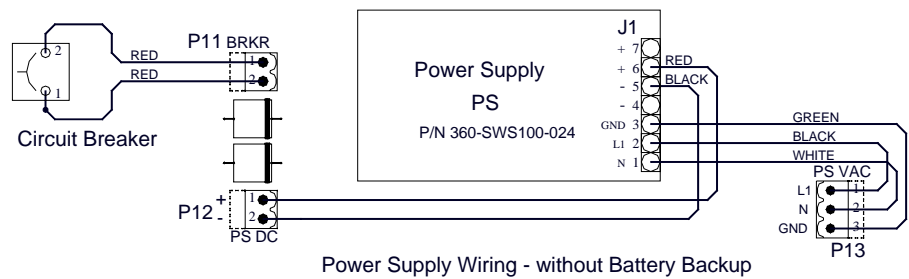 2
1
Circuit Breaker
RED
RED
P11 BRKR
1
2
P12
+ 1
- 2
PS DC
Power Supply
PS
P/N 360-SWS100-024
J1
+ 7
+ 6 RED
- 5 BLACK
- 4
GND 3 GREEN
L1 2 BLACK
N 1 WHITE
PS VAC
L1 1
N 2
GND 3
P13
Power Supply Wiring - without Battery Backup